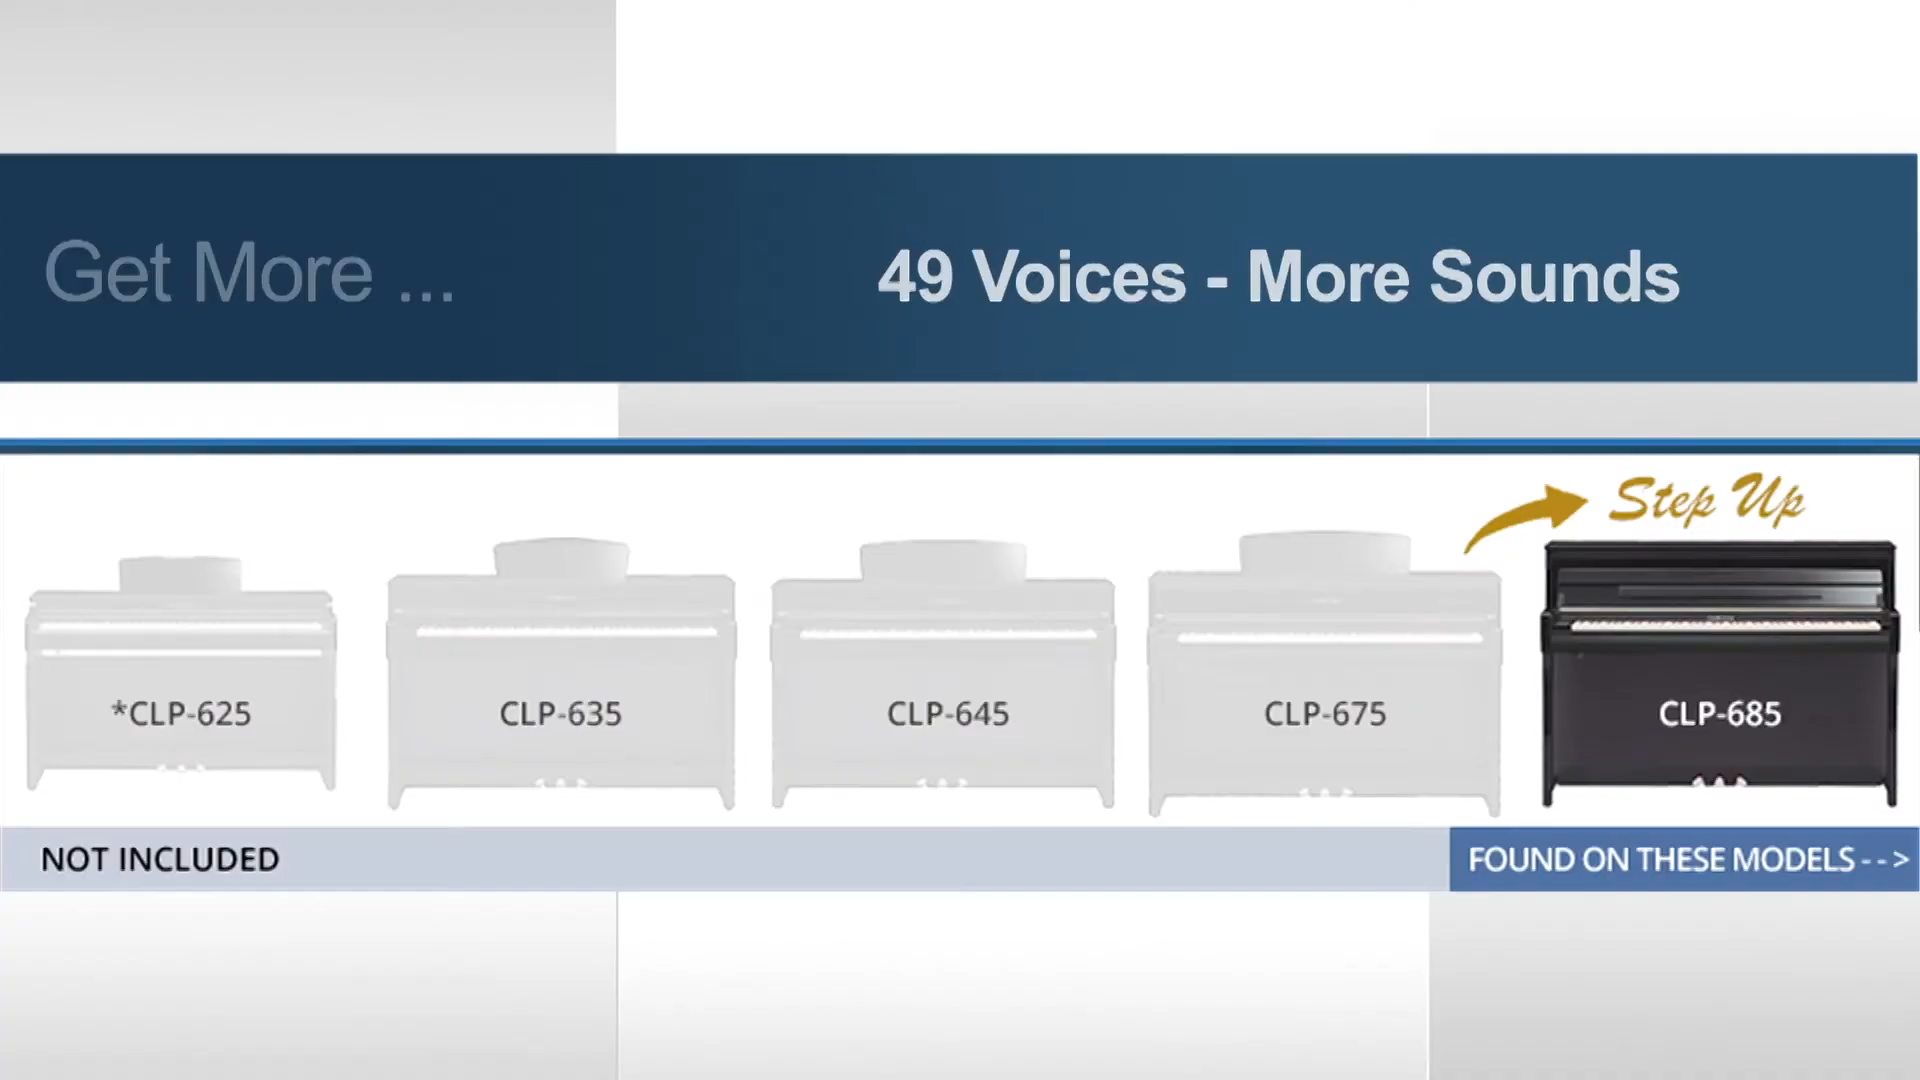 Get More ...
49 Voices - More Sounds
Step Up
*CLP-625
CLP-635
CLP-645
CLP-675
CLP-685
NOT INCLUDED
FOUND ON THESE MODELS - - >